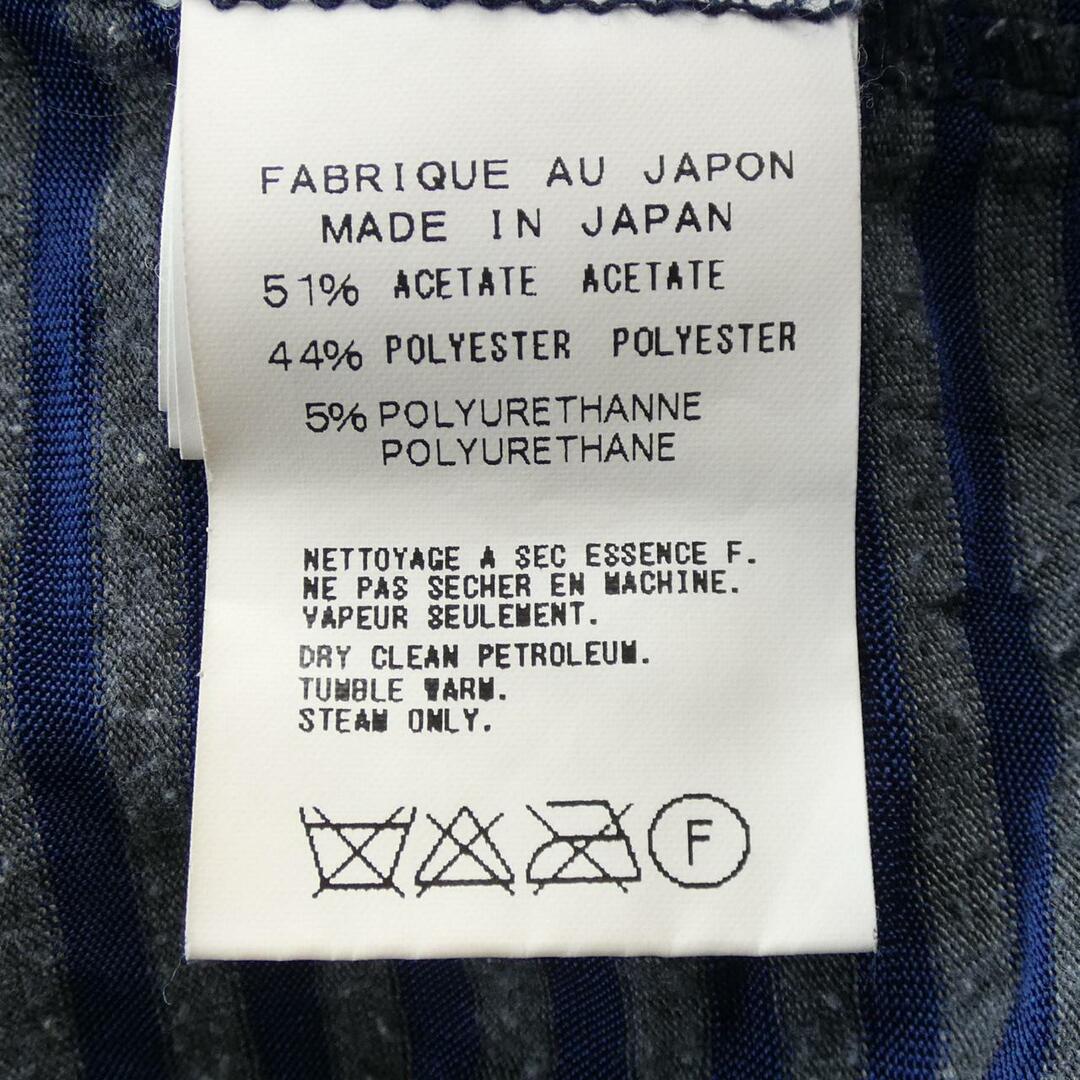 FABRIQUE AU JAPON
MADE IN JAPAN
51% ACETATE ACETATE
44% POLYESTER POLYESTER
5% POLYURETHANNE
POLYURETHANE
NETTOYAGE A SEC ESSENCE F.
NE PAS SECHER EN MACHINE.
VAPEUR SEULEMENT.
DRY CLEAN PETROLEUM.
TUMBLE WARM.
STEAM ONLY.
F